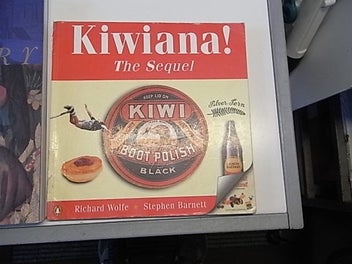 Kiwiana!
The Sequel
KEEP LID ON
KIWI
BOOT POLISH
BLACK
Silver Fern
Richard Wolfe • Stephen Barnett